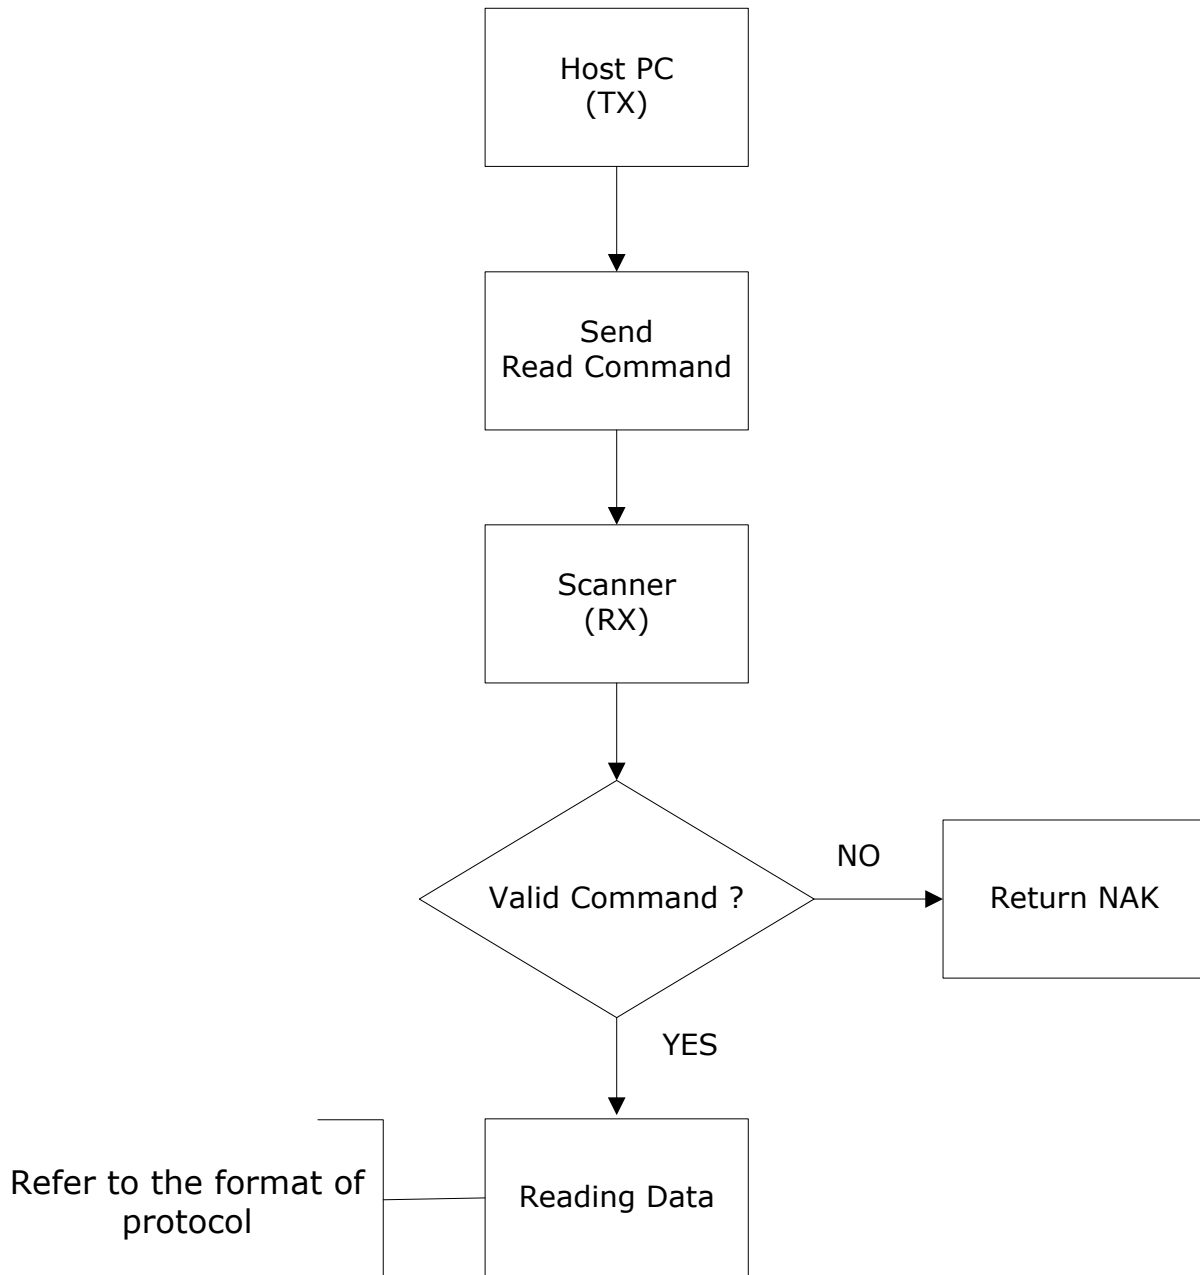 Host PC
(TX)
Send
Read Command
Scanner
(RX)
Valid Command ?
NO
Return NAK
YES
Refer to the format of
protocol
Reading Data